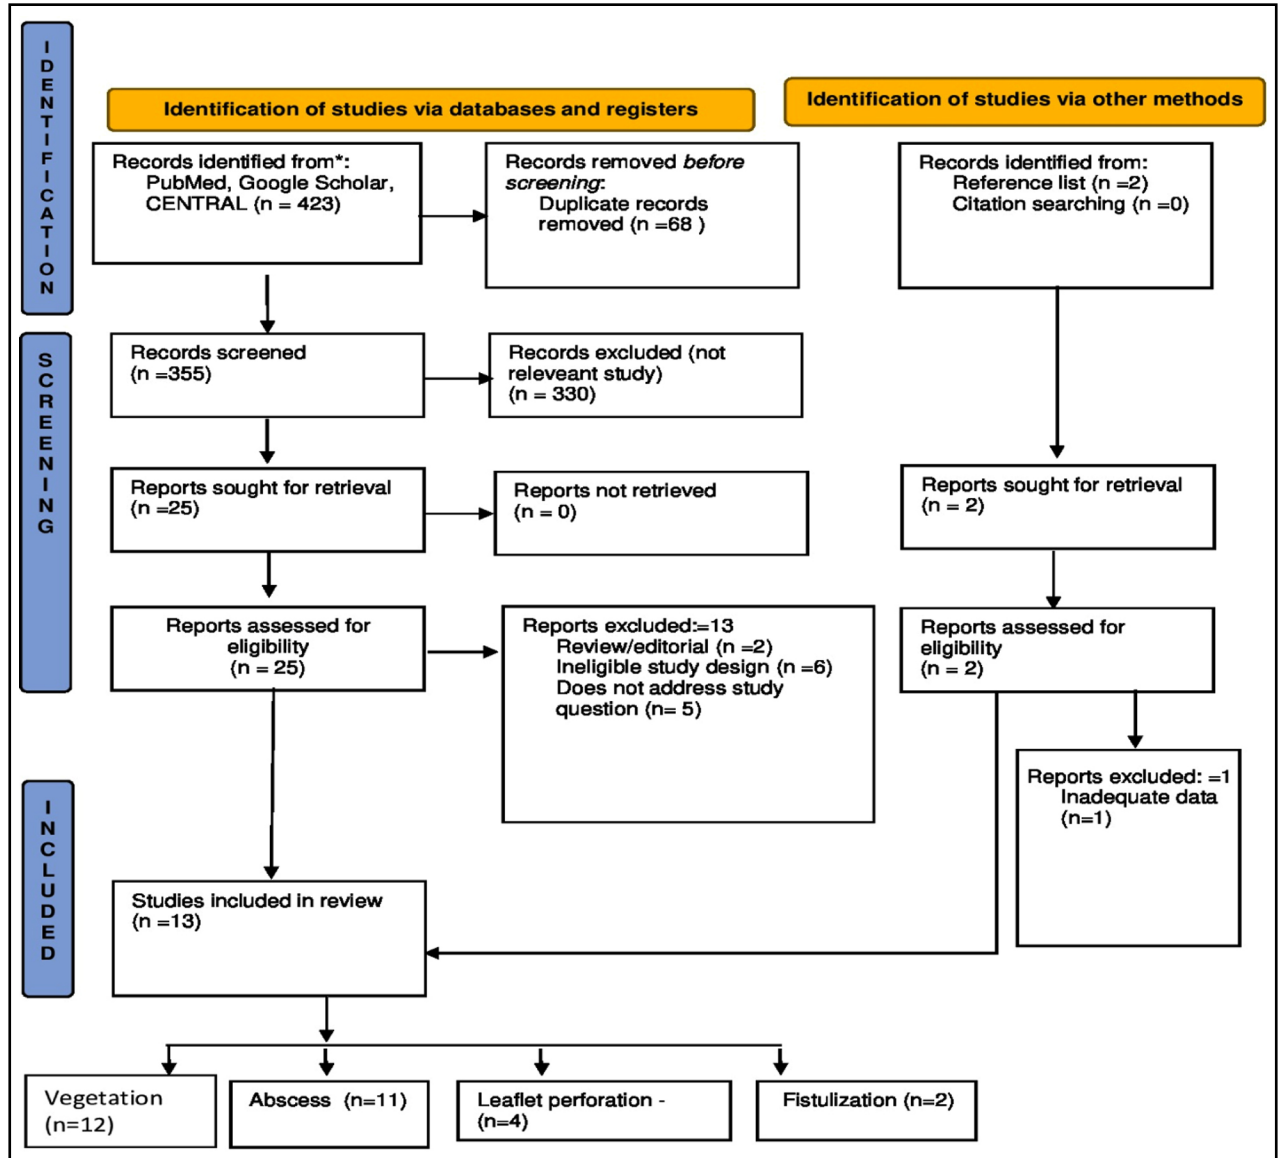 IDENTIFICATION
Identification of studies via databases and registers
Identification of studies via other methods
Records identified from*:
PubMed, Google Scholar,
CENTRAL (n = 423)
Records removed before
screening:
Duplicate records
removed (n =68 )
Records identified from:
Reference list (n =2)
Citation searching (n =0)
SCREENING
Records screened
(n =355)
Records excluded (not
releveant study)
(n = 330)
Reports sought for retrieval
(n =25)
Reports not retrieved
(n = 0)
Reports sought for retrieval
(n = 2)
Reports assessed for
eligibility
(n = 25)
Reports excluded:=13
Review/editorial (n =2)
Ineligible study design (n =6)
Does not address study
question (n= 5)
Reports assessed for
eligibility
(n = 2)
Reports excluded: =1
Inadequate data
(n=1)
INCLUDED
Studies included in review
(n =13)
Vegetation
(n=12)
Abscess (n=11)
Leaflet perforation -
(n=4)
Fistulization (n=2)